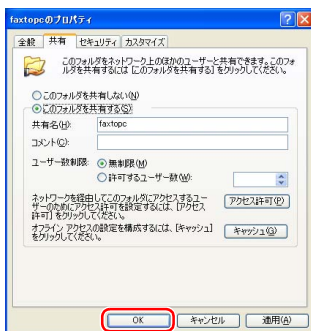 faxtopcのプロパティ
全般 共有 セキュリティ カスタマイズ
このフォルダをネットワーク上のほかのユーザーと共有できます。このフォ
ルダを共有するには [このフォルダを共有する] をクリックしてください。
このフォルダを共有しない(N)
このフォルダを共有する(S)
共有名(H): faxtopc
コメント(C):
ユーザー数制限: 無制限(M)
許可するユーザー数(W):
ネットワークを経由してこのフォルダにアクセスするユー
ザーのためにアクセス許可を設定するには、[アクセス
許可] をクリックしてください。
アクセス許可(P)
オフライン アクセスの設定を構成するには、[キャッシュ]
をクリックしてください。
キャッシュ(G)
OK キャンセル 適用(A)